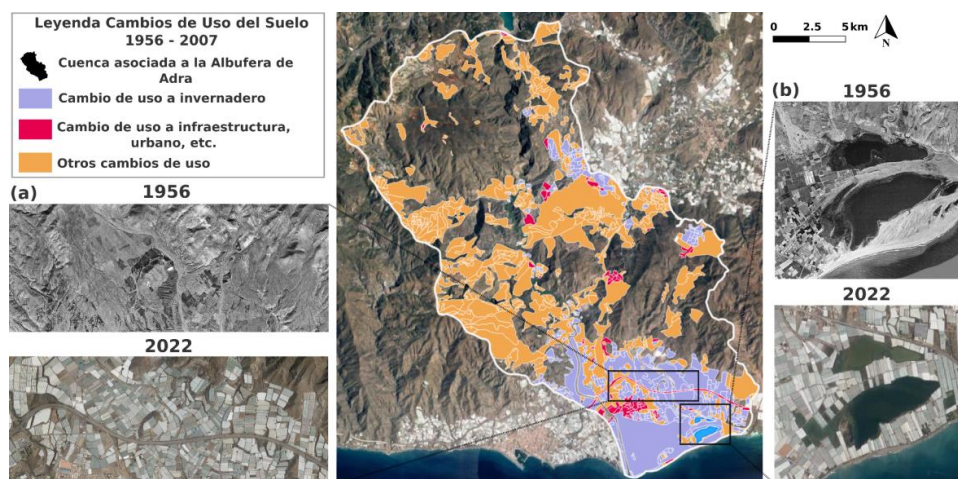 Leyenda Cambios de Uso del Suelo
1956 - 2007
Cuenca asociada a la Albufera de
Adra
Cambio de uso a invernadero
Cambio de uso a infraestructura,
urbano, etc.
Otros cambios de uso
(a)
1956
2022
0 2.5 5km
N
(b)
1956
2022